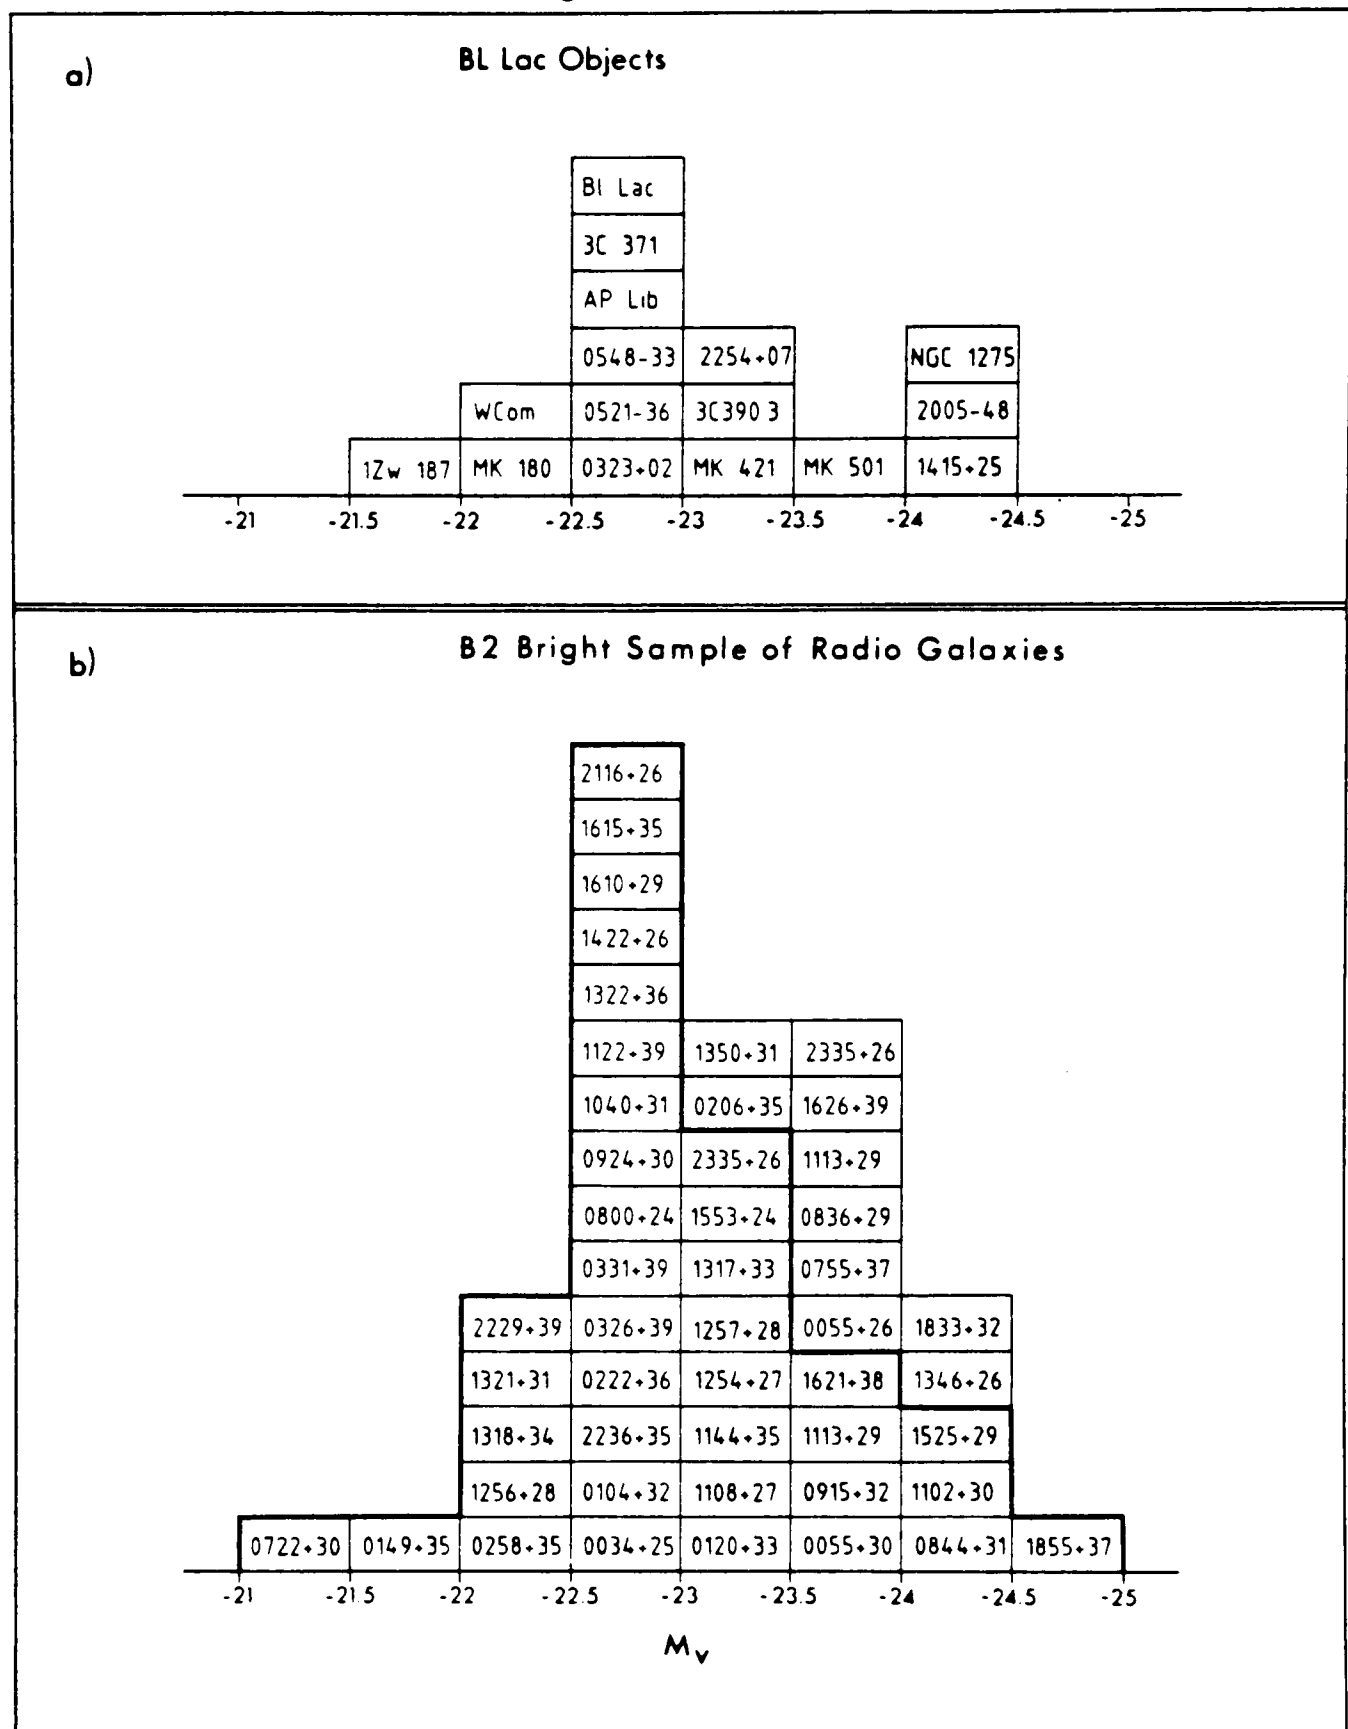 a)
BL Lac Objects
Bl Lac
3C 371
AP Lib
0548-33 2254+07 NGC 1275
WCom 0521-36 3C390 3 2005-48
1Zw 187 MK 180 0323+02 MK 421 MK 501 1415+25
-21 -21.5 -22 -22.5 -23 -23.5 -24 -24.5 -25
b)
B2 Bright Sample of Radio Galaxies
2116+26
1615+35
1610+29
1422+26
1322+36
1122+39 1350+31 2335+26
1040+31 0206+35 1626+39
0924+30 2335+26 1113+29
0800+24 1553+24 0836+29
0331+39 1317+33 0755+37
2229+39 0326+39 1257+28 0055+26 1833+32
1321+31 0222+36 1254+27 1621+38 1346+26
1318+34 2236+35 1144+35 1113+29 1525+29
1256+28 0104+32 1108+27 0915+32 1102+30
0722+30 0149+35 0258+35 0034+25 0120+33 0055+30 0844+31 1855+37
-21 -21.5 -22 -22.5 -23 -23.5 -24 -24.5 -25
Mv